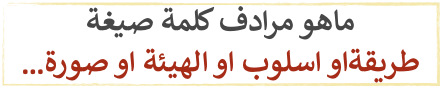 ماهو مرادف كلمة صيغة
طريقةاو اسلوب او الهيئة او صورة...